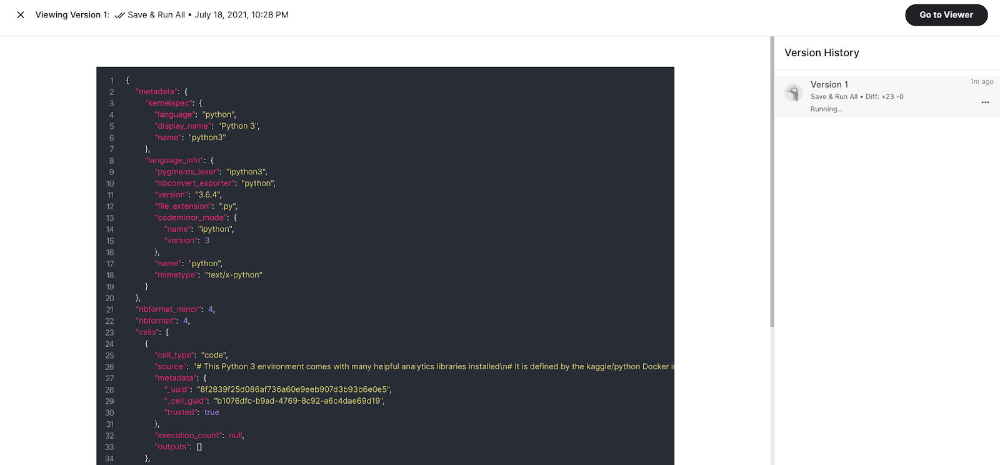 Viewing Version 1: Save & Run All • July 18, 2021, 10:28 PM
Go to Viewer
1 {
2 "metadata": {
3 "kernelspec": {
4 "language": "python",
5 "display_name": "Python 3",
6 "name": "python3"
7 },
8 "language_info": {
9 "pygments_lexer": "ipython3",
10 "nbconvert_exporter": "python",
11 "version": "3.6.4",
12 "file_extension": ".py",
13 "codemirror_mode": {
14 "name": "ipython",
15 "version": 3
16 },
17 "name": "python",
18 "mimetype": "text/x-python"
19 }
20 },
21 "nbformat_minor": 4,
22 "nbformat": 4,
23 "cells": [
24 {
25 "cell_type": "code",
26 "source": "# This Python 3 environment comes with many helpful analytics libraries installed\n# It is defined by the kaggle/python Docker
27 "metadata": {
28 "_uuid": "8f2839f25d086af736a60e9eeb907d3b93b6e0e5",
29 "_cell_guid": "b1076dfc-b9ad-4769-8c92-a6c4dae69d19",
30 "trusted": true
31 },
32 "execution_count": null,
33 "outputs": []
34 },
Version History
Version 1
1m ago
Save & Run All • Diff: +23 -0
...
Running...